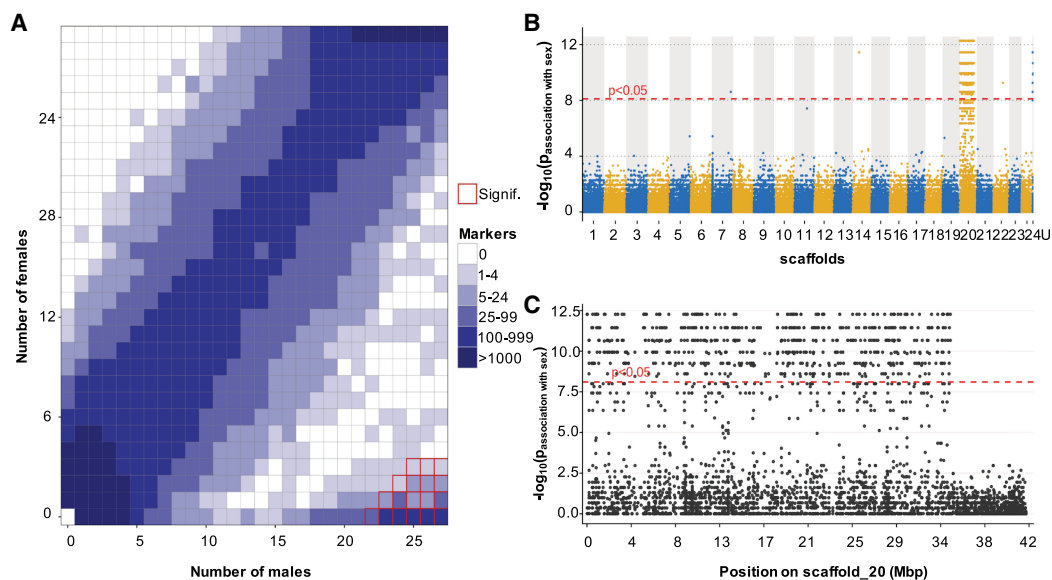 A
Number of females
24
28
12
6
0
0 5 10 15 20 25
Number of males
Signif.
Markers
0
1-4
5-24
25-99
100-999
>1000
B
-log10(passociation with sex)
12
8
4
0
p<0.05
1 2 3 4 5 6 7 8 9 10 11 12 13 14 15 16 17 18 19 20 21 22 23 24U
scaffolds
C
-log10(passociation with sex)
12.5
10.0
7.5
5.0
2.5
0.0
p<0.05
0 4 8 13 17 21 25 29 34 38 42
Position on scaffold_20 (Mbp)